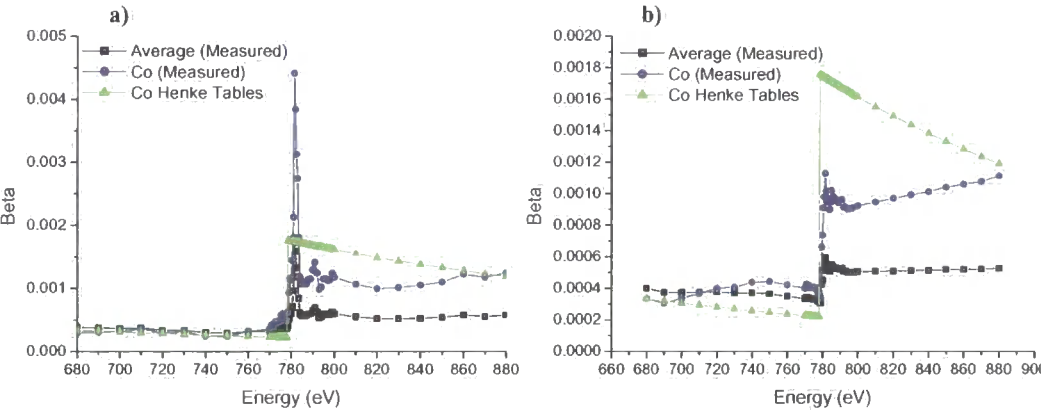 a)
0.005
0.004
0.003
0.002
0.001
0.000
Beta
Average (Measured)
Co (Measured)
Co Henke Tables
680 700 720 740 760 780 800 820 840 860 880
Energy (eV)
b)
0.0020
0.0018
0.0016
0.0014
0.0012
0.0010
0.0008
0.0006
0.0004
0.0002
0.0000
Beta
Average (Measured)
Co (Measured)
Co Henke Tables
660 680 700 720 740 760 780 800 820 840 860 880 900
Energy (eV)